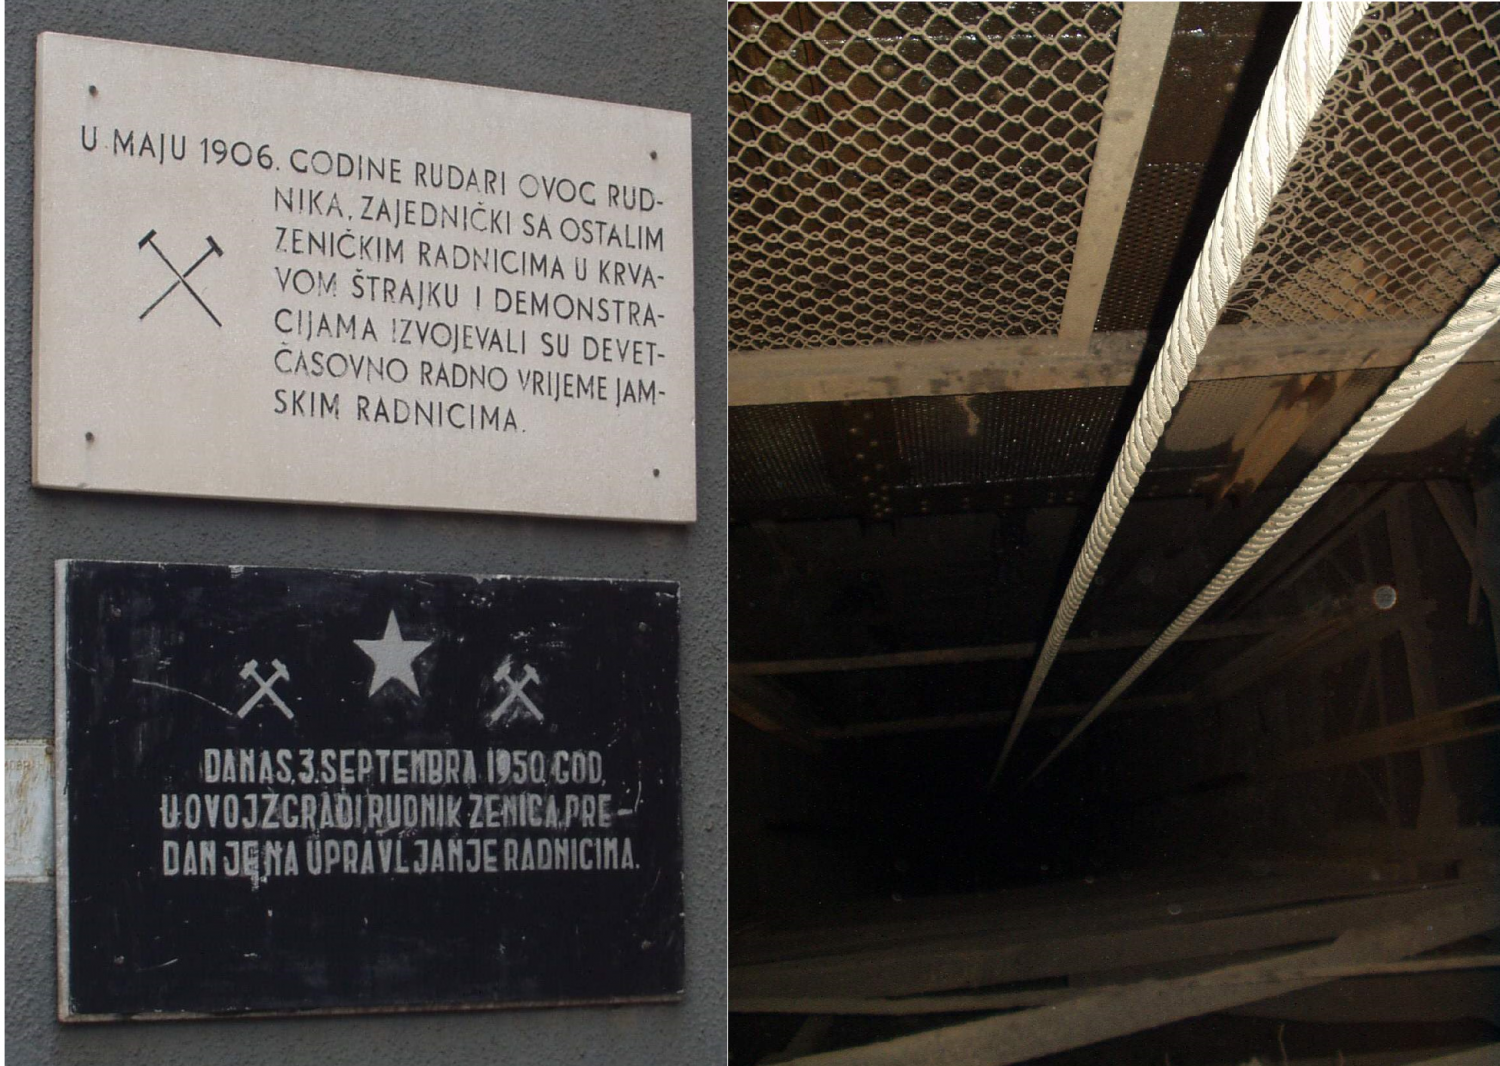 U MAJU 1906. GODINE RUDARI OVOG RUD-
NIKA, ZAJEDNIČKI SA OSTALIM
ZENIČKIM RADNICIMA U KRVA-
VOM ŠTRAJKU I DEMONSTRA-
CIJAMA IZVOJEVALI SU DEVET-
ČASOVNO RADNO VRIJEME JAM-
SKIM RADNICIMA.
DANAS, 3. SEPTEMBRA 1950. GOD.
U OVOJ ZGRADI RUDNIK ZENICA, PRE-
DAN JE NA UPRAVLJANJE RADNICIMA.